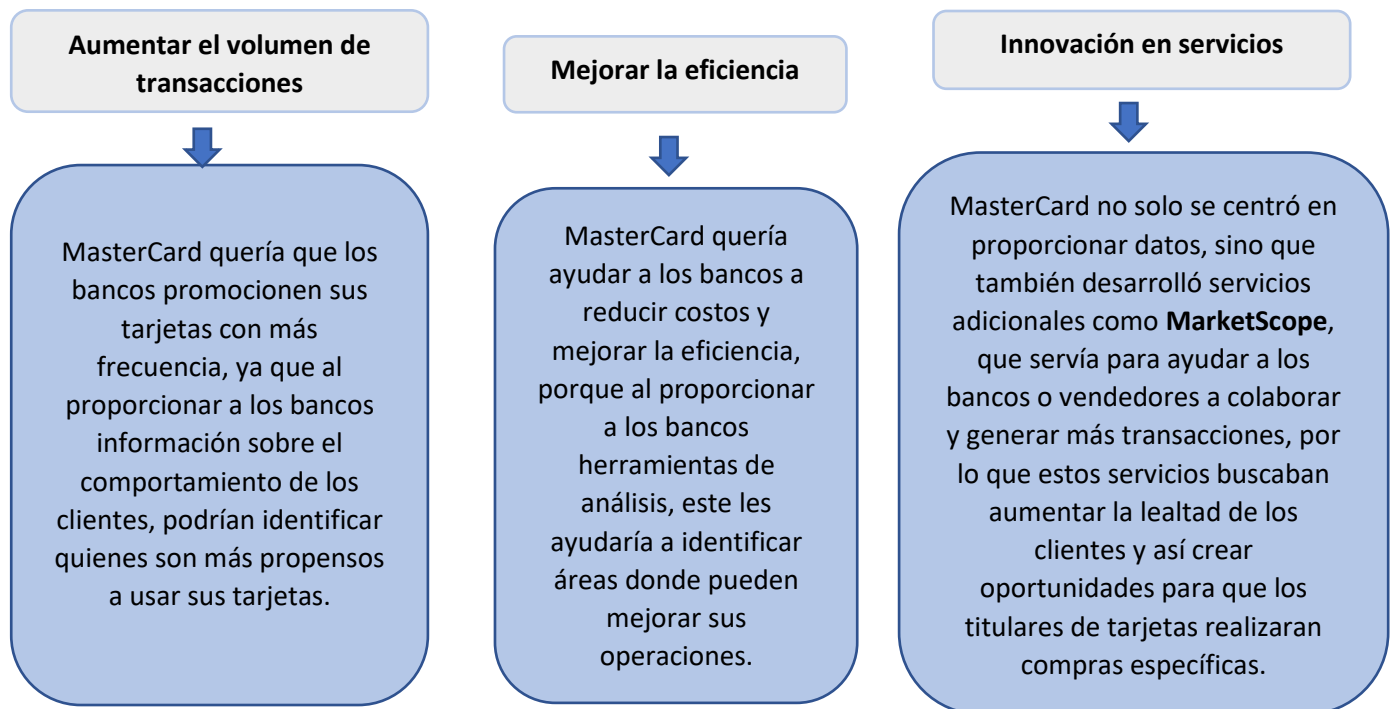 Aumentar el volumen de
transacciones
MasterCard quería que los
bancos promocionen sus
tarjetas con más
frecuencia, ya que al
proporcionar a los bancos
información sobre el
comportamiento de los
clientes, podrían identificar
quienes son más propensos
a usar sus tarjetas.
Mejorar la eficiencia
MasterCard quería
ayudar a los bancos a
reducir costos y
mejorar la eficiencia,
porque al proporcionar
a los bancos
herramientas de
análisis, este les
ayudaría a identificar
áreas donde pueden
mejorar sus
operaciones.
Innovación en servicios
MasterCard no solo se centró en
proporcionar datos, sino que
también desarrolló servicios
adicionales como MarketScope,
que servía para ayudar a los
bancos o vendedores a colaborar
y generar más transacciones, por
lo que estos servicios buscaban
aumentar la lealtad de los
clientes y así crear
oportunidades para que los
titulares de tarjetas realizaran
compras específicas.